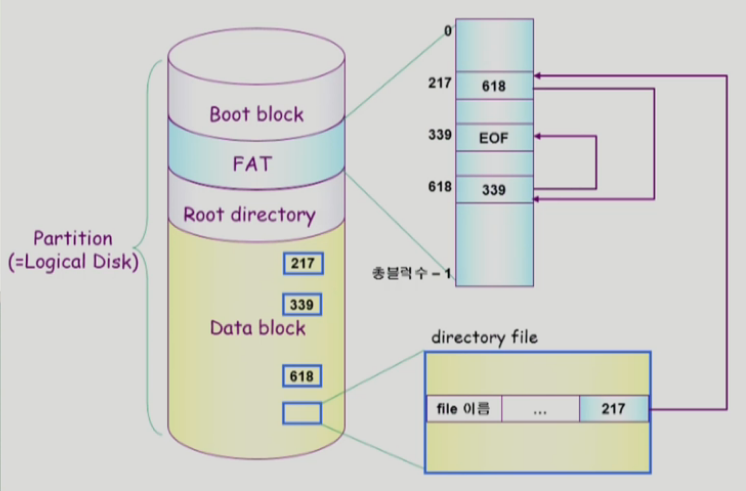 Boot block
FAT
Root directory
Partition
(=Logical Disk)
217
339
Data block
618
0
217
618
339
EOF
618
339
총블럭수 – 1
directory file
file 이름
...
217